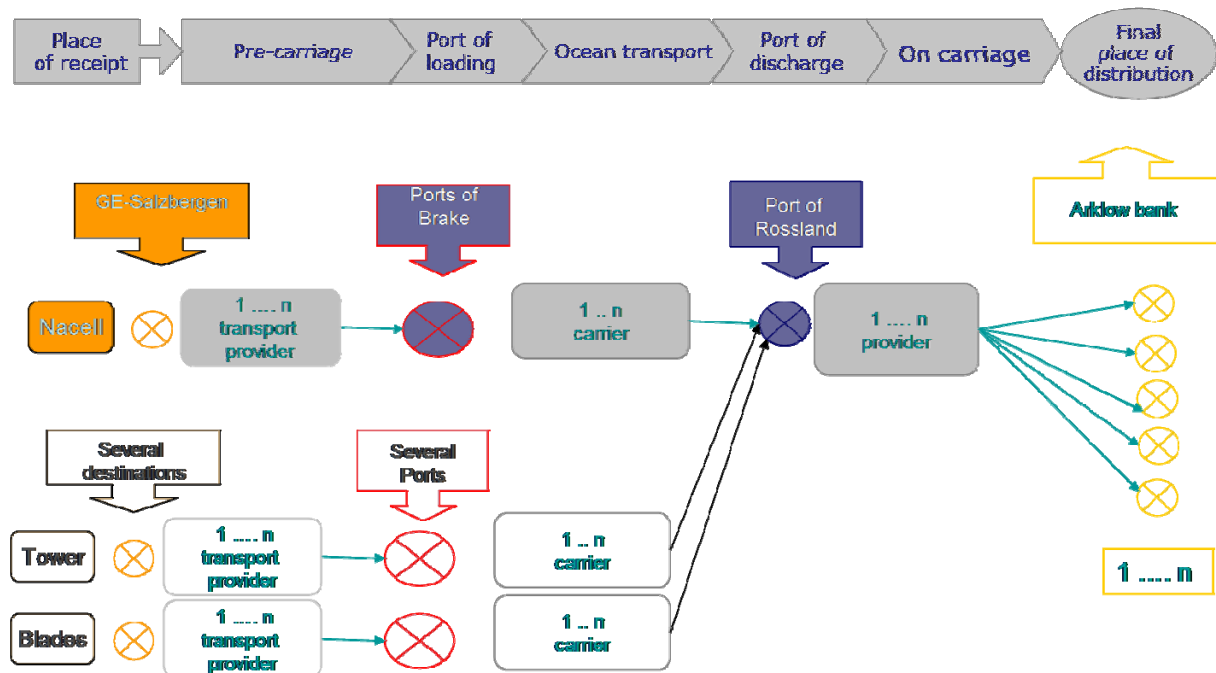 Place
of receipt
Pre-carriage
Port of
loading
Ocean transport
Port of
discharge
On carriage
Final
place of
distribution
GE-Salzbergen
Ports of
Brake
Port of
Rossland
Arklow bank
Nacell
1 ..... n
transport
provider
1 .. n
carrier
1 ..... n
provider
Several
destinations
Several
Ports
Tower
1 ..... n
transport
provider
1 .. n
carrier
1 ..... n
Blades
1 ..... n
transport
provider
1 .. n
carrier